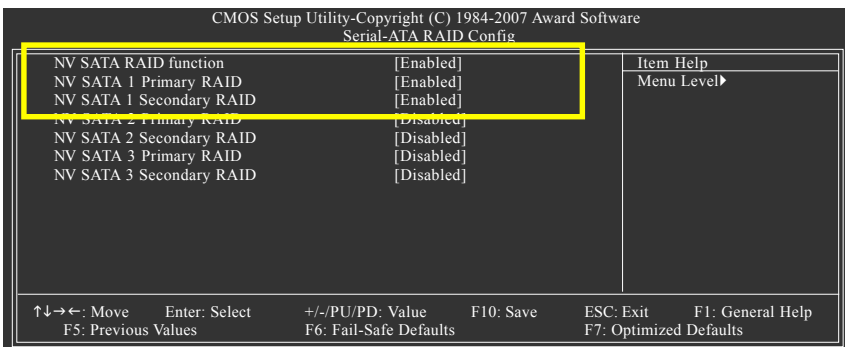 CMOS Setup Utility-Copyright (C) 1984-2007 Award Software
Serial-ATA RAID Config
NV SATA RAID function [Enabled] Item Help
NV SATA 1 Primary RAID [Enabled] Menu Level▶
NV SATA 1 Secondary RAID [Enabled]
NV SATA 2 Primary RAID [Disabled]
NV SATA 2 Secondary RAID [Disabled]
NV SATA 3 Primary RAID [Disabled]
NV SATA 3 Secondary RAID [Disabled]
↑↓→←: Move Enter: Select +/-/PU/PD: Value F10: Save ESC: Exit F1: General Help
F5: Previous Values F6: Fail-Safe Defaults F7: Optimized Defaults